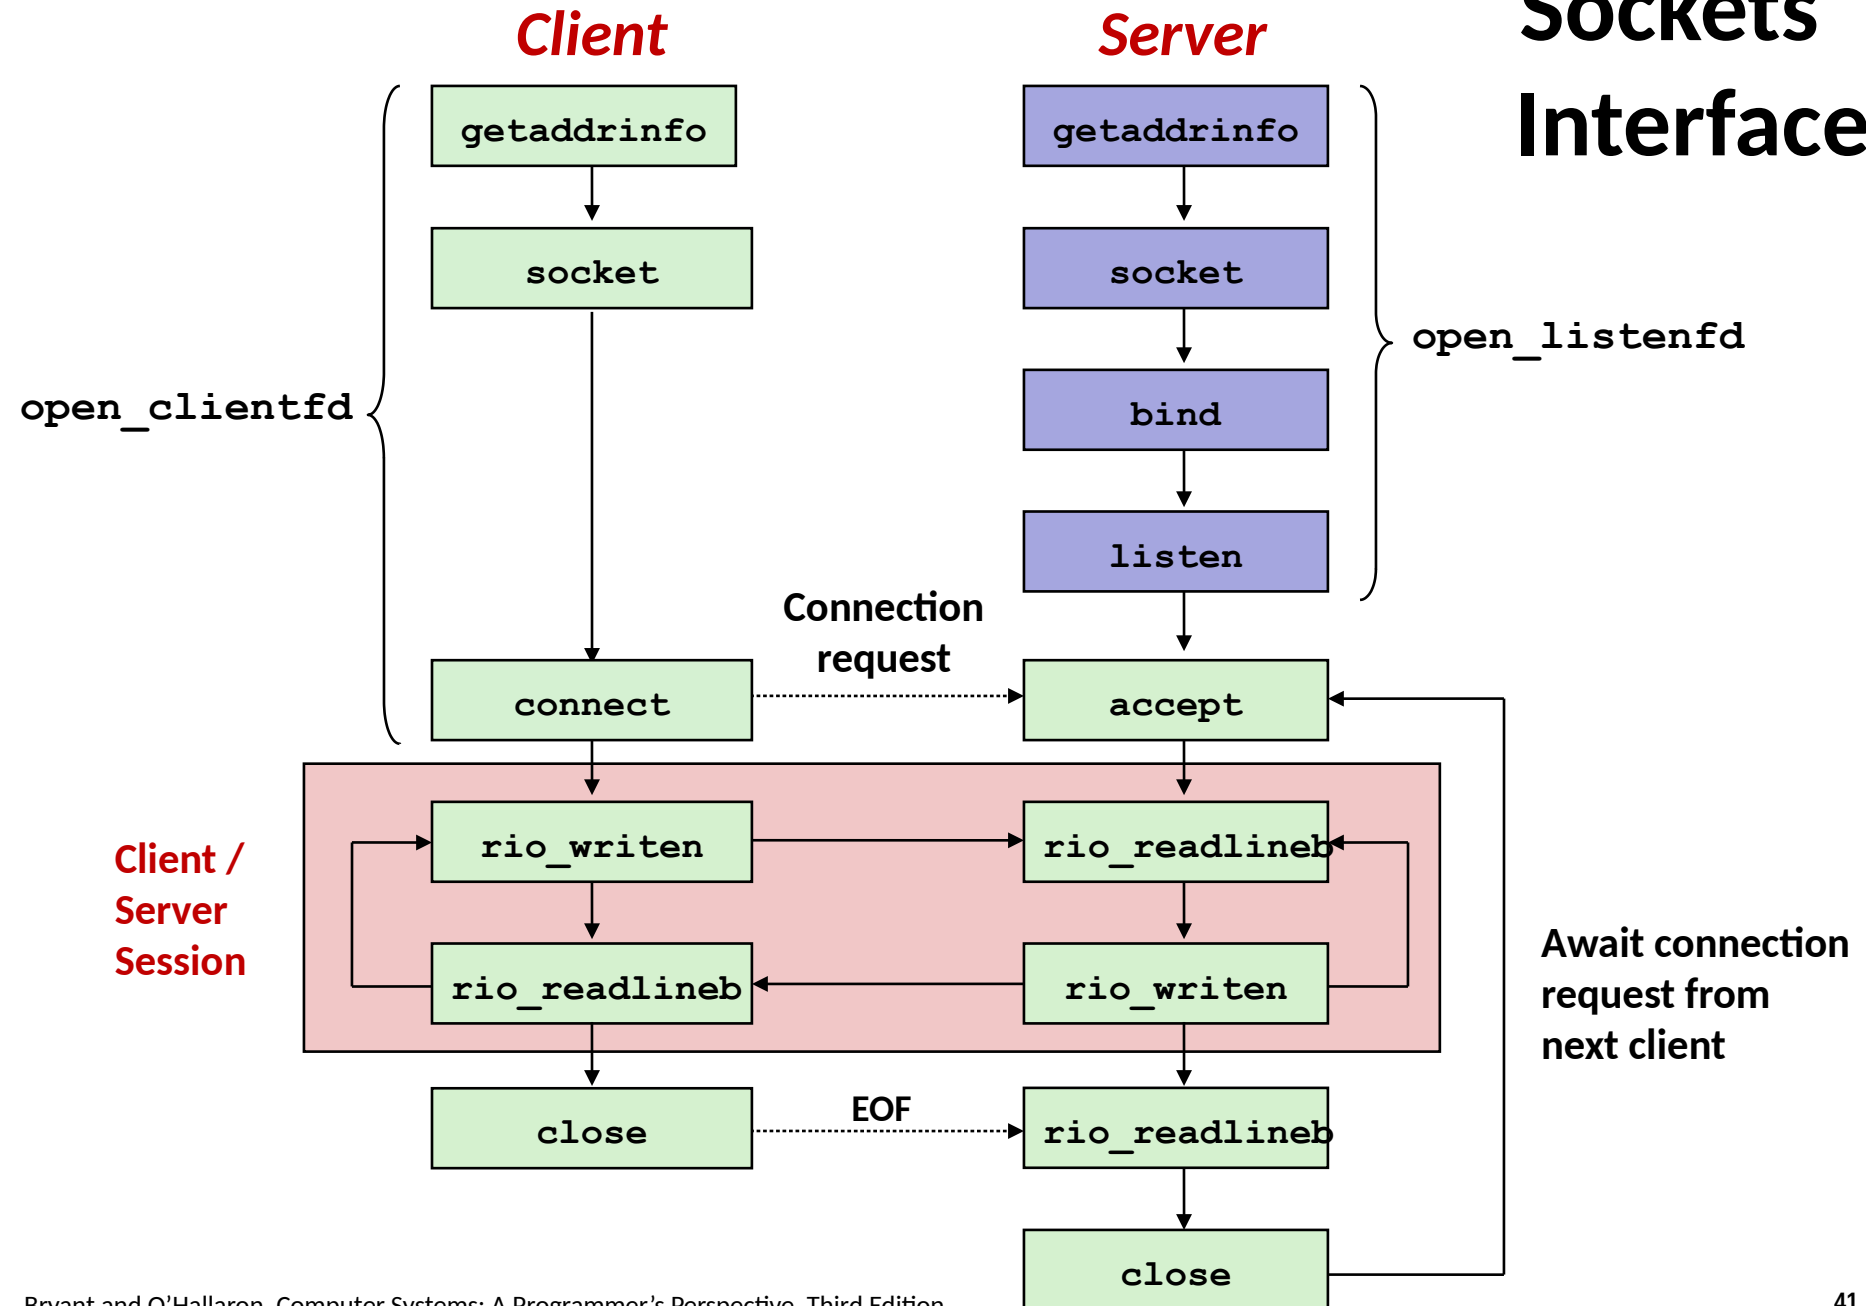 Client
Server
Sockets
Interface
getaddrinfo
getaddrinfo
socket
socket
open_listenfd
open_clientfd
bind
listen
Connection
request
connect
accept
Client /
Server
Session
rio_writen
rio_readlineb
rio_readlineb
rio_writen
Await connection
request from
next client
close
EOF
rio_readlineb
close
Bryant and O’Hallaron, Computer Systems: A Programmer’s Perspective, Third Edition
41